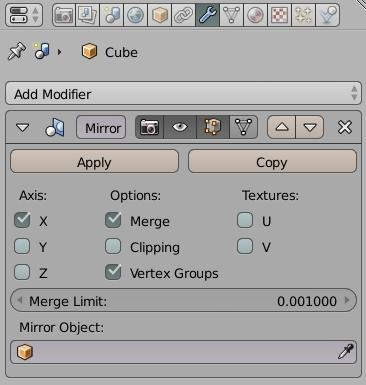 Cube
Add Modifier
Mirror
Apply Copy
Axis: Options: Textures:
X Merge U
Y Clipping V
Z Vertex Groups
Merge Limit: 0.001000
Mirror Object: